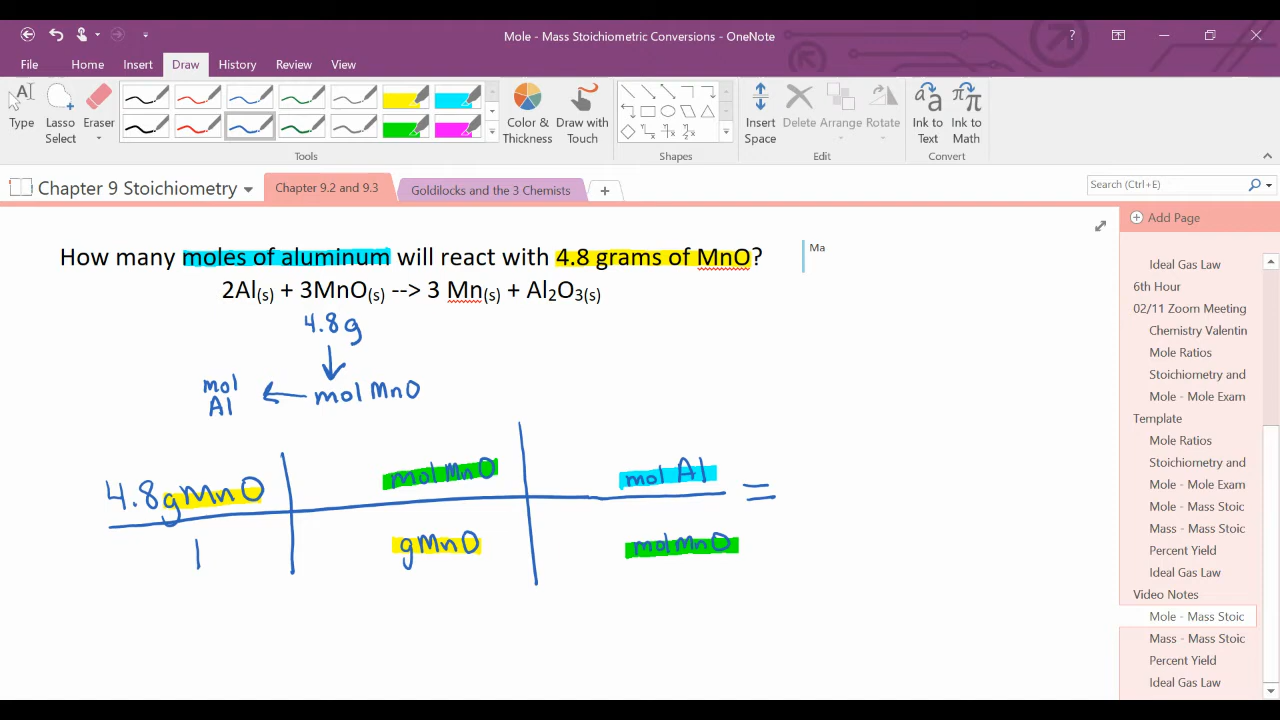 Mole - Mass Stoichiometric Conversions - OneNote
?
File Home Insert Draw History Review View
Type
Lasso Select
Eraser
Color & Thickness
Draw with Touch
Insert Space
Delete
Arrange
Rotate
Ink to Text
Ink to Math
Tools
Shapes
Edit
Convert
Chapter 9 Stoichiometry
Chapter 9.2 and 9.3
Goldilocks and the 3 Chemists
Search (Ctrl+E)
How many moles of aluminum will react with 4.8 grams of MnO?
2Al(s) + 3MnO(s) --> 3 Mn(s) + Al2O3(s)
Ma
4.8g
mol MnO
mol
Al
4.8gMnO
mol MnO
mol Al
=
1
gMnO
molMnO
Add Page
Ideal Gas Law
6th Hour
02/11 Zoom Meeting
Chemistry Valentin
Mole Ratios
Stoichiometry and
Mole - Mole Exam
Template
Mole Ratios
Stoichiometry and
Mole - Mole Exam
Mole - Mass Stoic
Mass - Mass Stoic
Percent Yield
Ideal Gas Law
Video Notes
Mole - Mass Stoic
Mass - Mass Stoic
Percent Yield
Ideal Gas Law